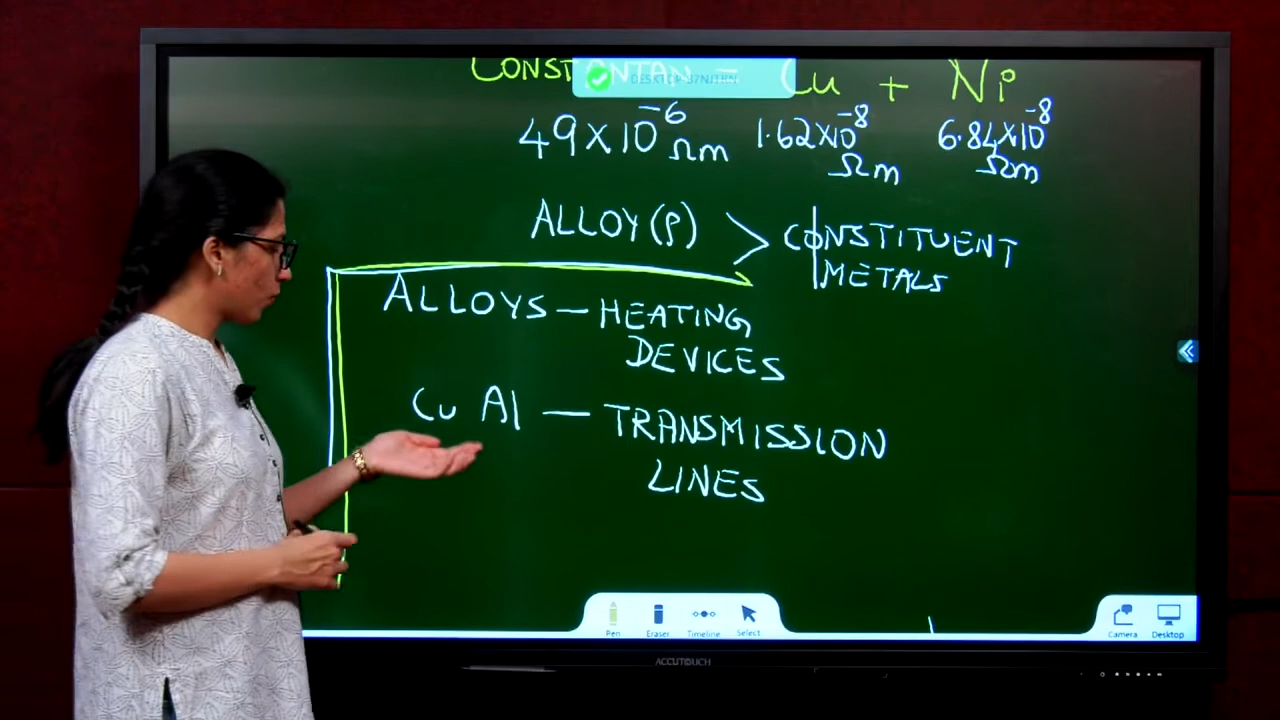 CONSTANTAN = Cu + Ni
49×10⁻⁶ Ωm 1.62×10⁻⁸ Ωm 6.84×10⁻⁸ Ωm
ALLOY(ρ) > CONSTITUENT
METALS
ALLOYS — HEATING
DEVICES
Cu Al — TRANSMISSION
LINES
Pen Eraser Timeline Select
Camera Desktop
ACCUTOUCH